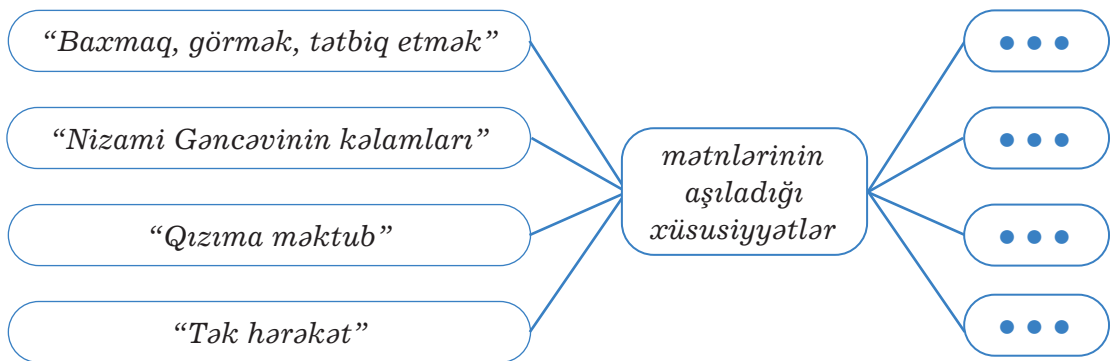 “Baxmaq, görmək, tətbiq etmək”
“Nizami Gəncəvinin kəlamları”
“Qızıma məktub”
“Tək hərəkət”
mətnlərinin
aşıladığı
xüsusiyyətlər